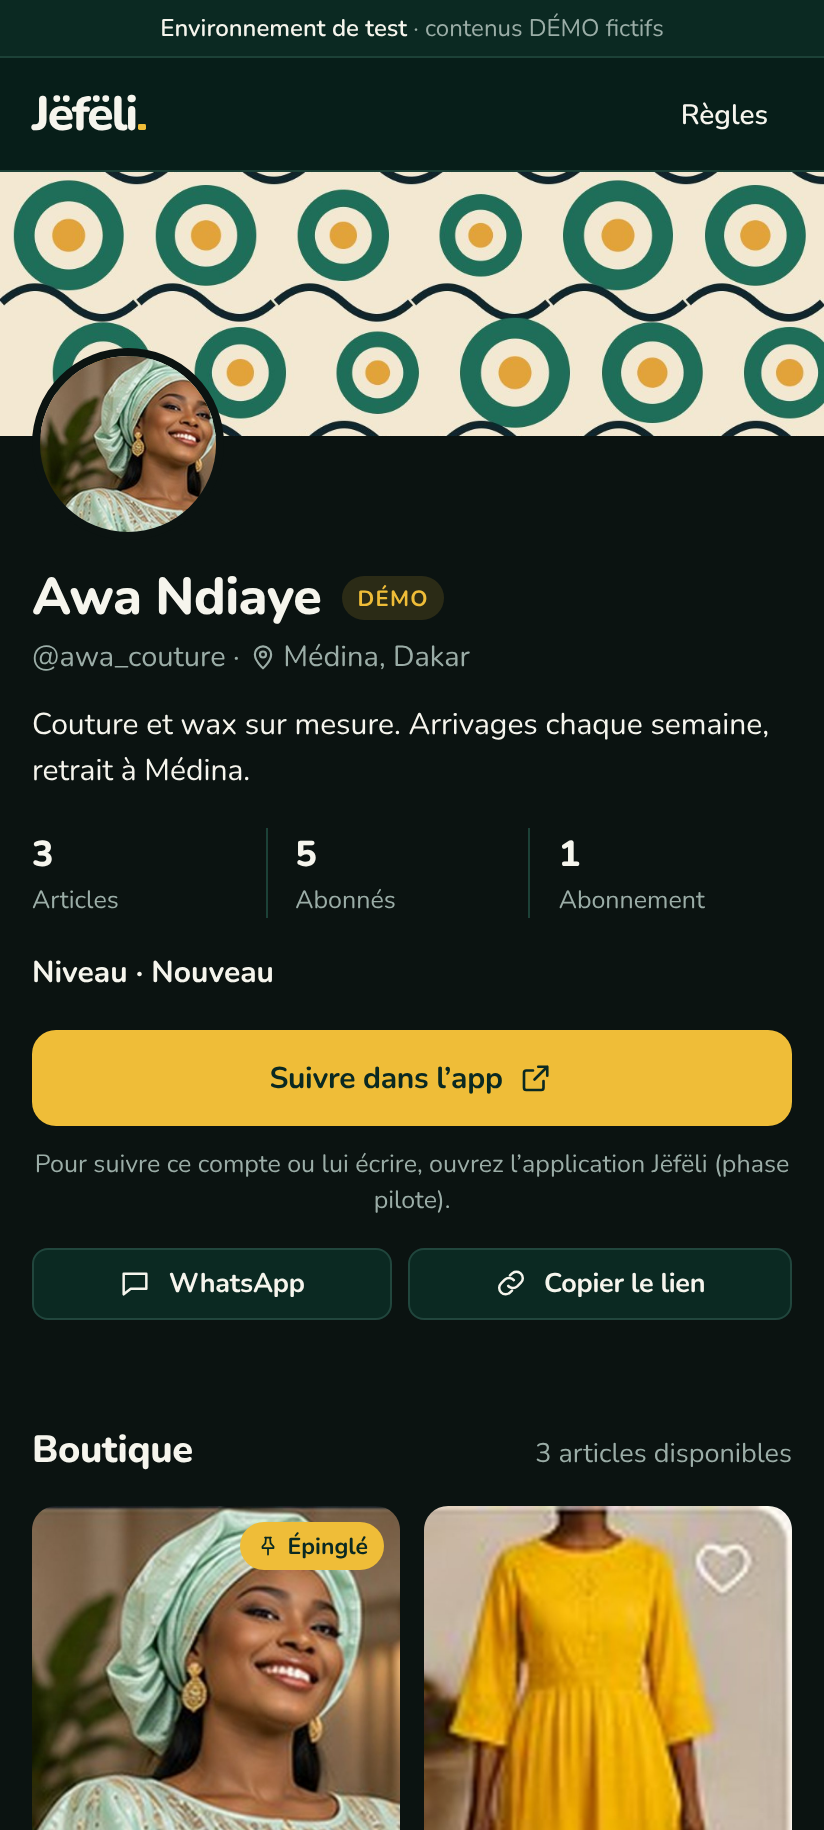 Environnement de test · contenus DÉMO fictifs
Jëfëli.
Règles
Awa Ndiaye DÉMO
@awa_couture · Médina, Dakar
Couture et wax sur mesure. Arrivages chaque semaine,
retrait à Médina.
3 5 1
Articles Abonnés Abonnement
Niveau · Nouveau
Suivre dans l’app
Pour suivre ce compte ou lui écrire, ouvrez l’application Jëfëli (phase
pilote).
WhatsApp Copier le lien
Boutique 3 articles disponibles
Épinglé